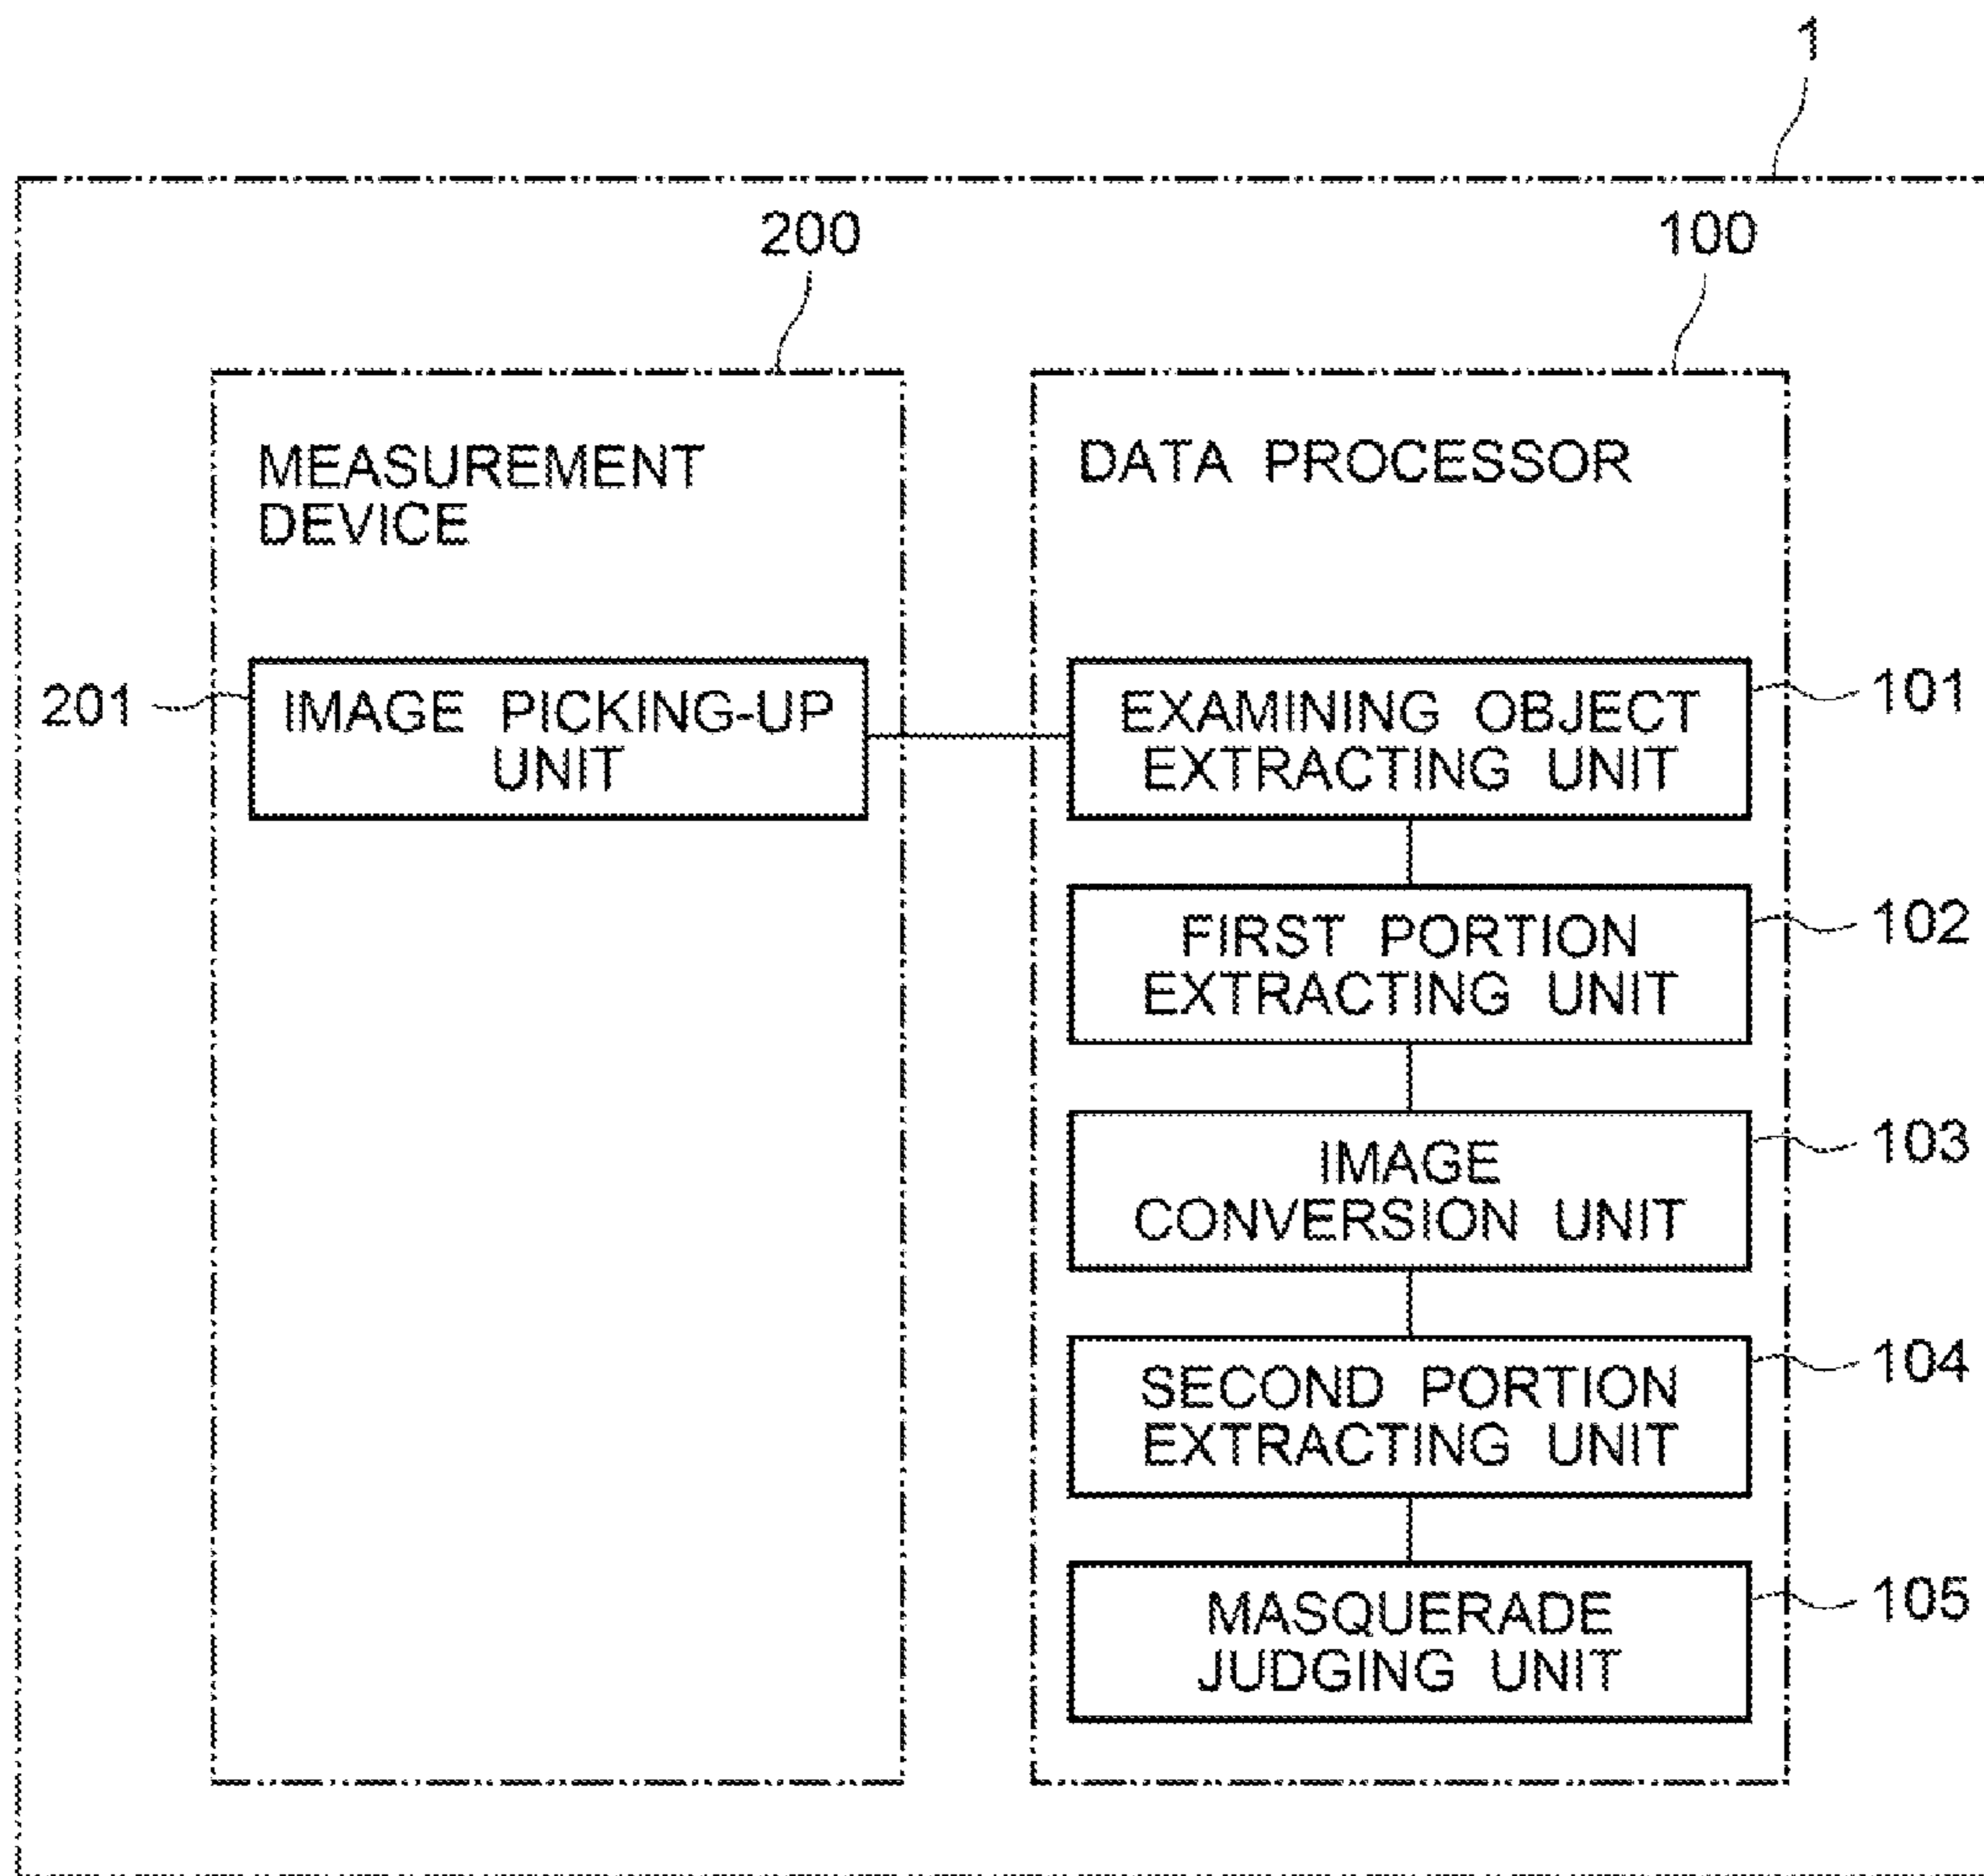 1
200
100
MEASUREMENT
DEVICE
DATA PROCESSOR
201
IMAGE PICKING-UP
UNIT
EXAMINING OBJECT
EXTRACTING UNIT
101
FIRST PORTION
EXTRACTING UNIT
102
IMAGE
CONVERSION UNIT
103
SECOND PORTION
EXTRACTING UNIT
104
MASQUERADE
JUDGING UNIT
105